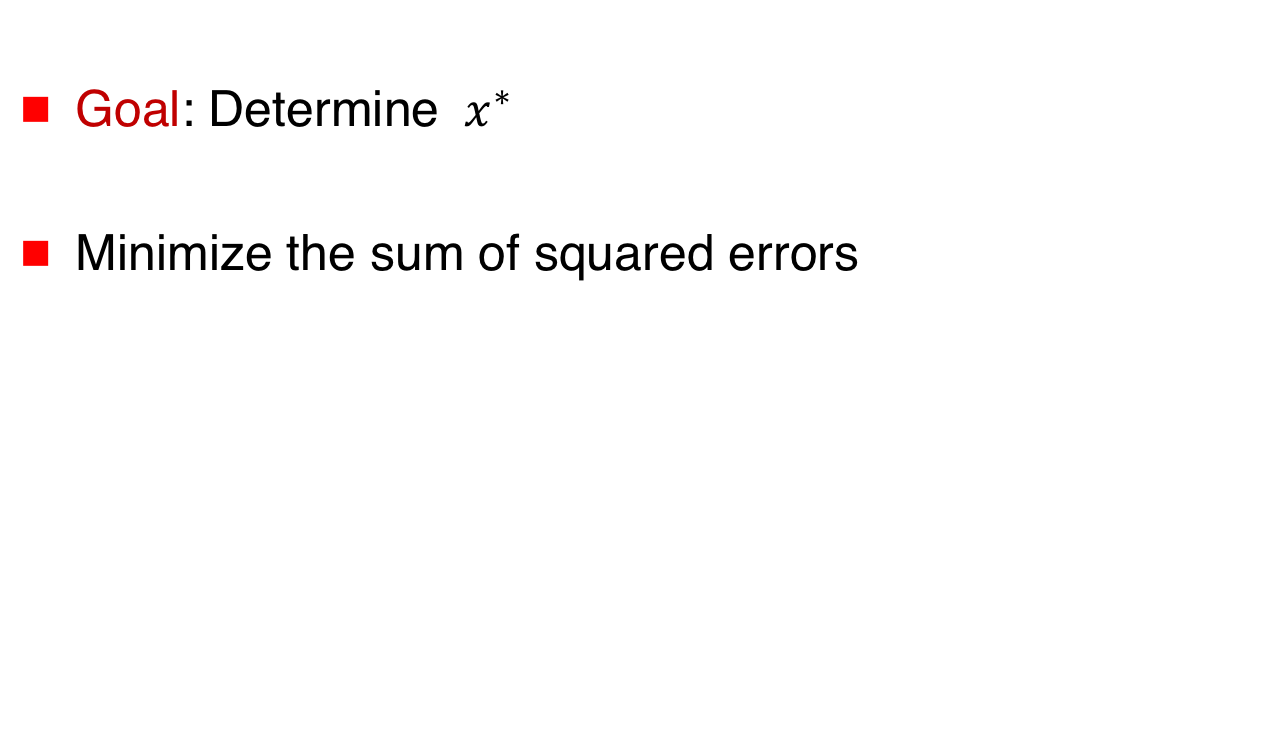 Goal: Determine x*
Minimize the sum of squared errors